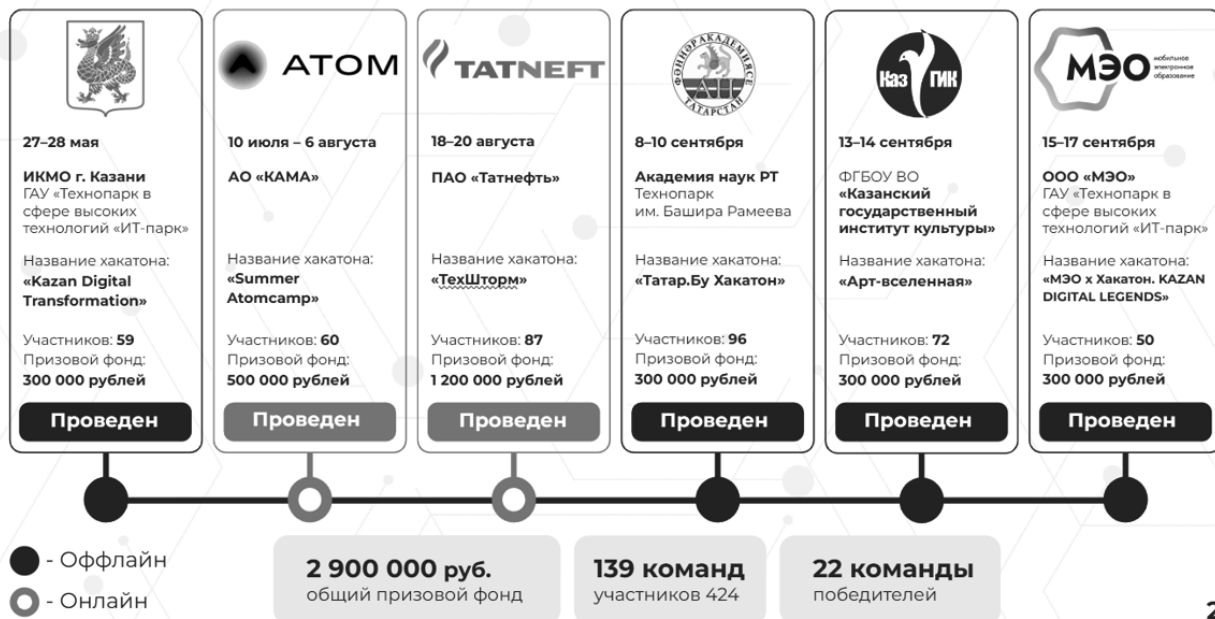 АТОМ
TATNEFT
ФӘННӘР АКАДЕМИЯСЕ
АН
ТАТАРСТАН
Каз ГИК
МЭО
мобильное
электронное
образование
27–28 мая
ИКМО г. Казани
ГАУ «Технопарк в
сфере высоких
технологий «ИТ-парк»
Название хакатона:
«Kazan Digital
Transformation»
Участников: 59
Призовой фонд:
300 000 рублей
Проведен
10 июля – 6 августа
АО «КАМА»
Название хакатона:
«Summer
Atomcamp»
Участников: 60
Призовой фонд:
500 000 рублей
Проведен
18–20 августа
ПАО «Татнефть»
Название хакатона:
«ТехШторм»
Участников: 87
Призовой фонд:
1 200 000 рублей
Проведен
8–10 сентября
Академия наук РТ
Технопарк
им. Башира Рамеева
Название хакатона:
«Татар.Бу Хакатон»
Участников: 96
Призовой фонд:
300 000 рублей
Проведен
13–14 сентября
ФГБОУ ВО
«Казанский
государственный
институт культуры»
Название хакатона:
«Арт-вселенная»
Участников: 72
Призовой фонд:
300 000 рублей
Проведен
15–17 сентября
ООО «МЭО»
ГАУ «Технопарк в
сфере высоких
технологий «ИТ-парк»
Название хакатона:
«МЭО х Хакатон. KAZAN
DIGITAL LEGENDS»
Участников: 50
Призовой фонд:
300 000 рублей
Проведен
- Оффлайн
- Онлайн
2 900 000 руб.
общий призовой фонд
139 команд
участников 424
22 команды
победителей